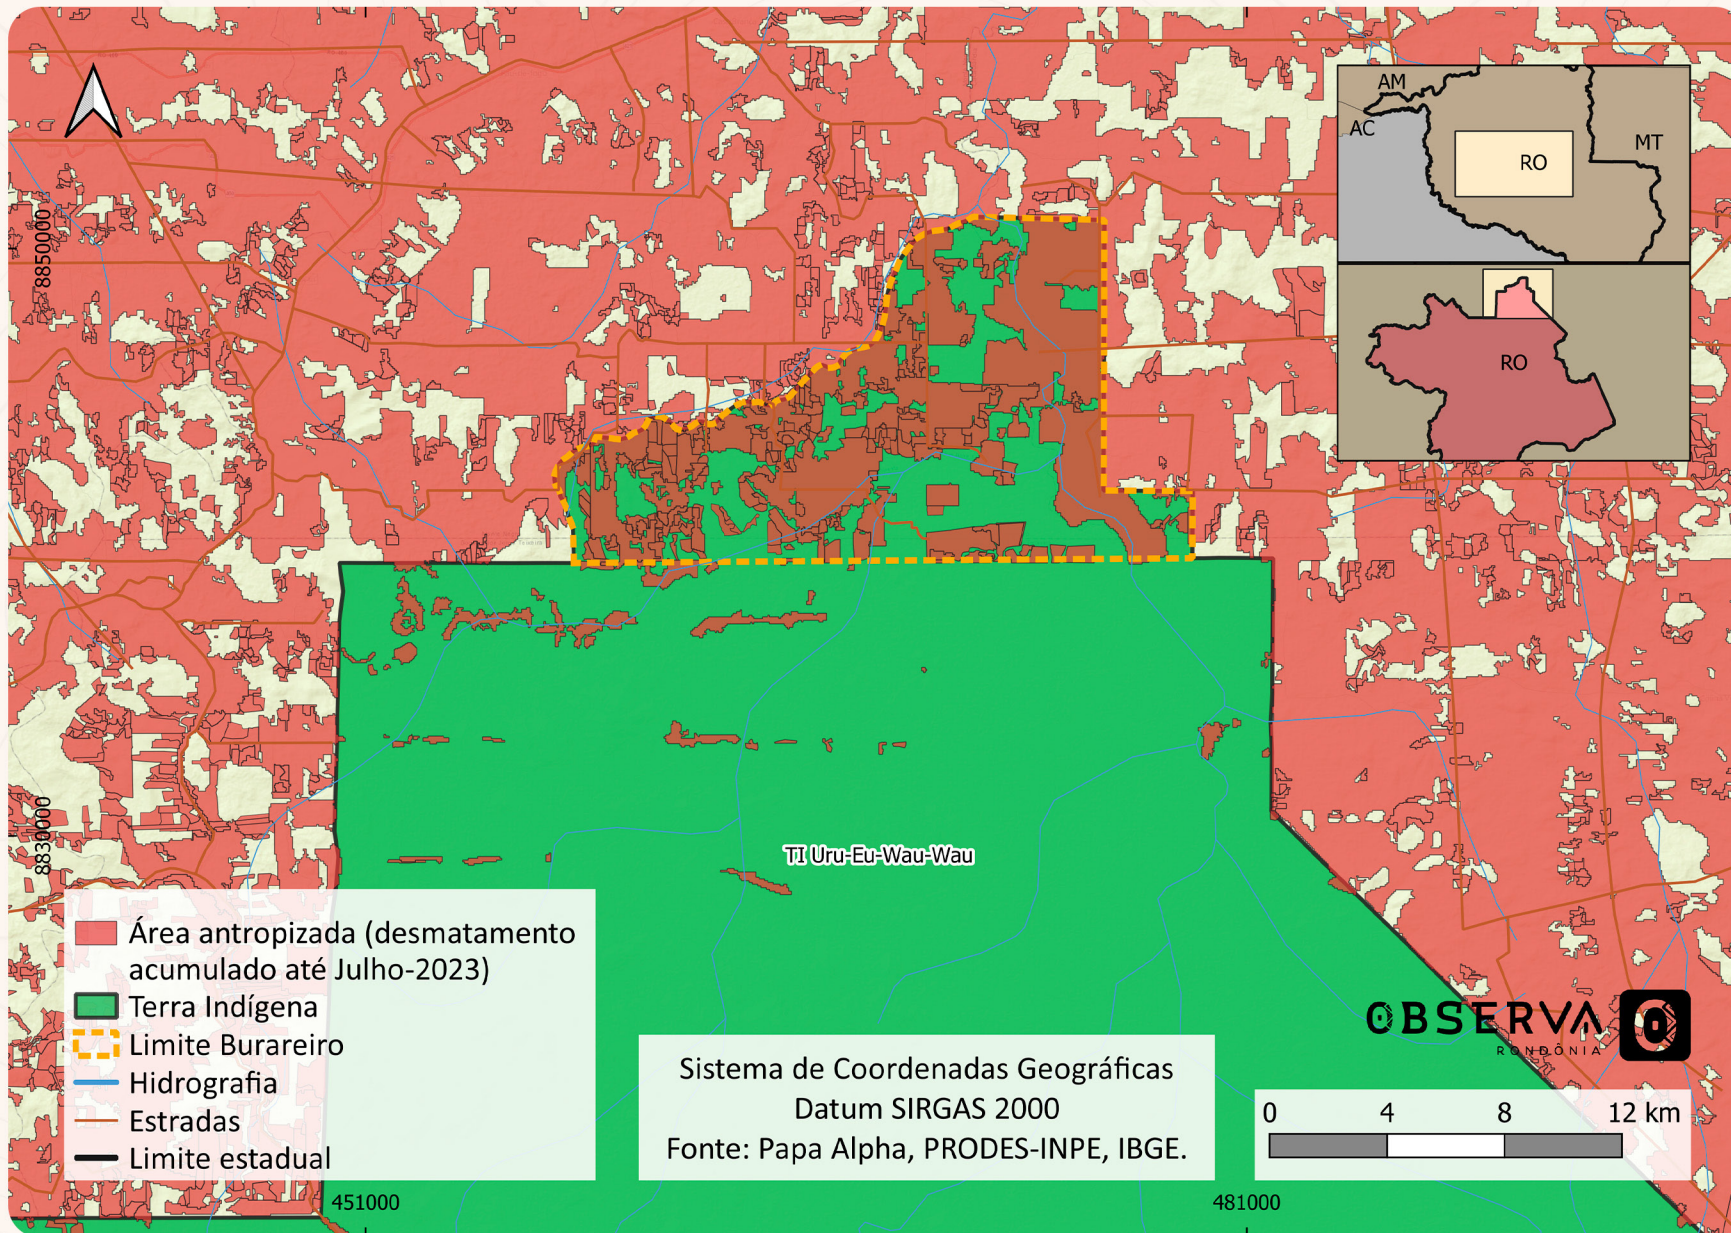 AM
AC
RO
MT
RO
8850000
8830000
TI Uru-Eu-Wau-Wau
Área antropizada (desmatamento
acumulado até Julho-2023)
Terra Indígena
Limite Burareiro
Hidrografia
Estradas
Limite estadual
Sistema de Coordenadas Geográficas
Datum SIRGAS 2000
Fonte: Papa Alpha, PRODES-INPE, IBGE.
OBSERVA
RONDÔNIA
0 4 8 12 km
451000
481000